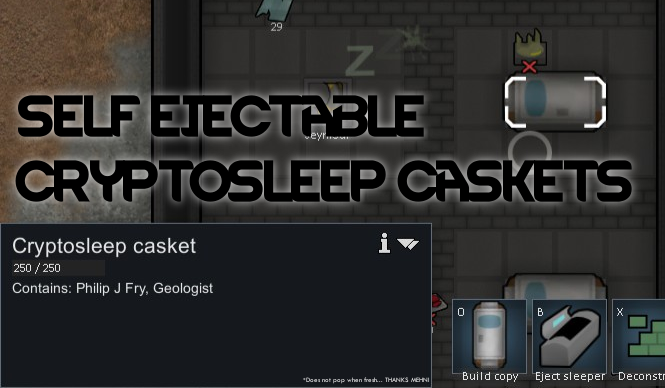 29
Z
SELF EJECTABLE
CRYPTOSLEEP CASKETS
Cryptosleep casket
250 / 250
Contains: Philip J Fry, Geologist
*Does not pop when fresh... THANKS MEHNI
O
B
X
Build copy
Eject sleeper
Deconst